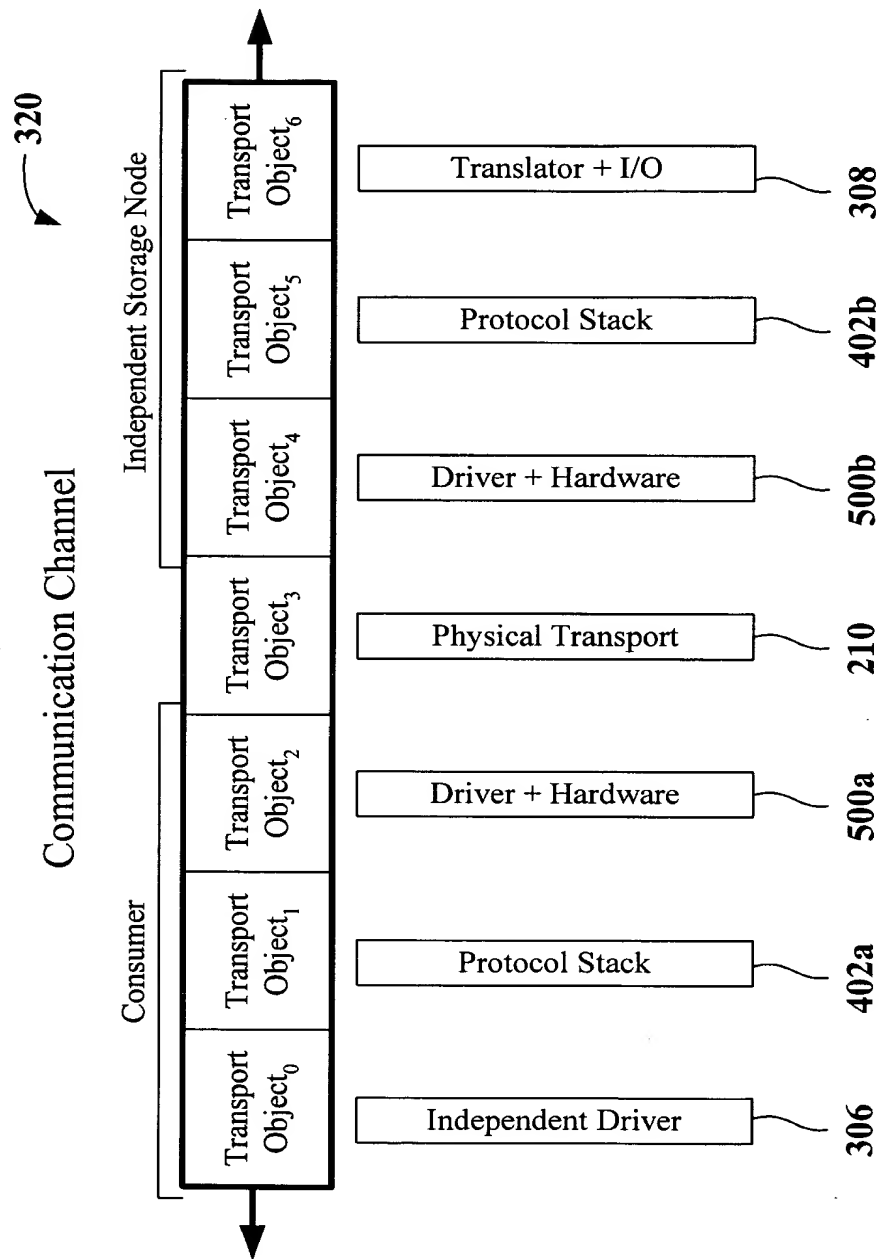 Communication Channel
320
Consumer
Independent Storage Node
Transport
Object0
Transport
Object1
Transport
Object2
Transport
Object3
Transport
Object4
Transport
Object5
Transport
Object6
Independent Driver
Protocol Stack
Driver + Hardware
Physical Transport
Driver + Hardware
Protocol Stack
Translator + I/O
306
402a
500a
210
500b
402b
308